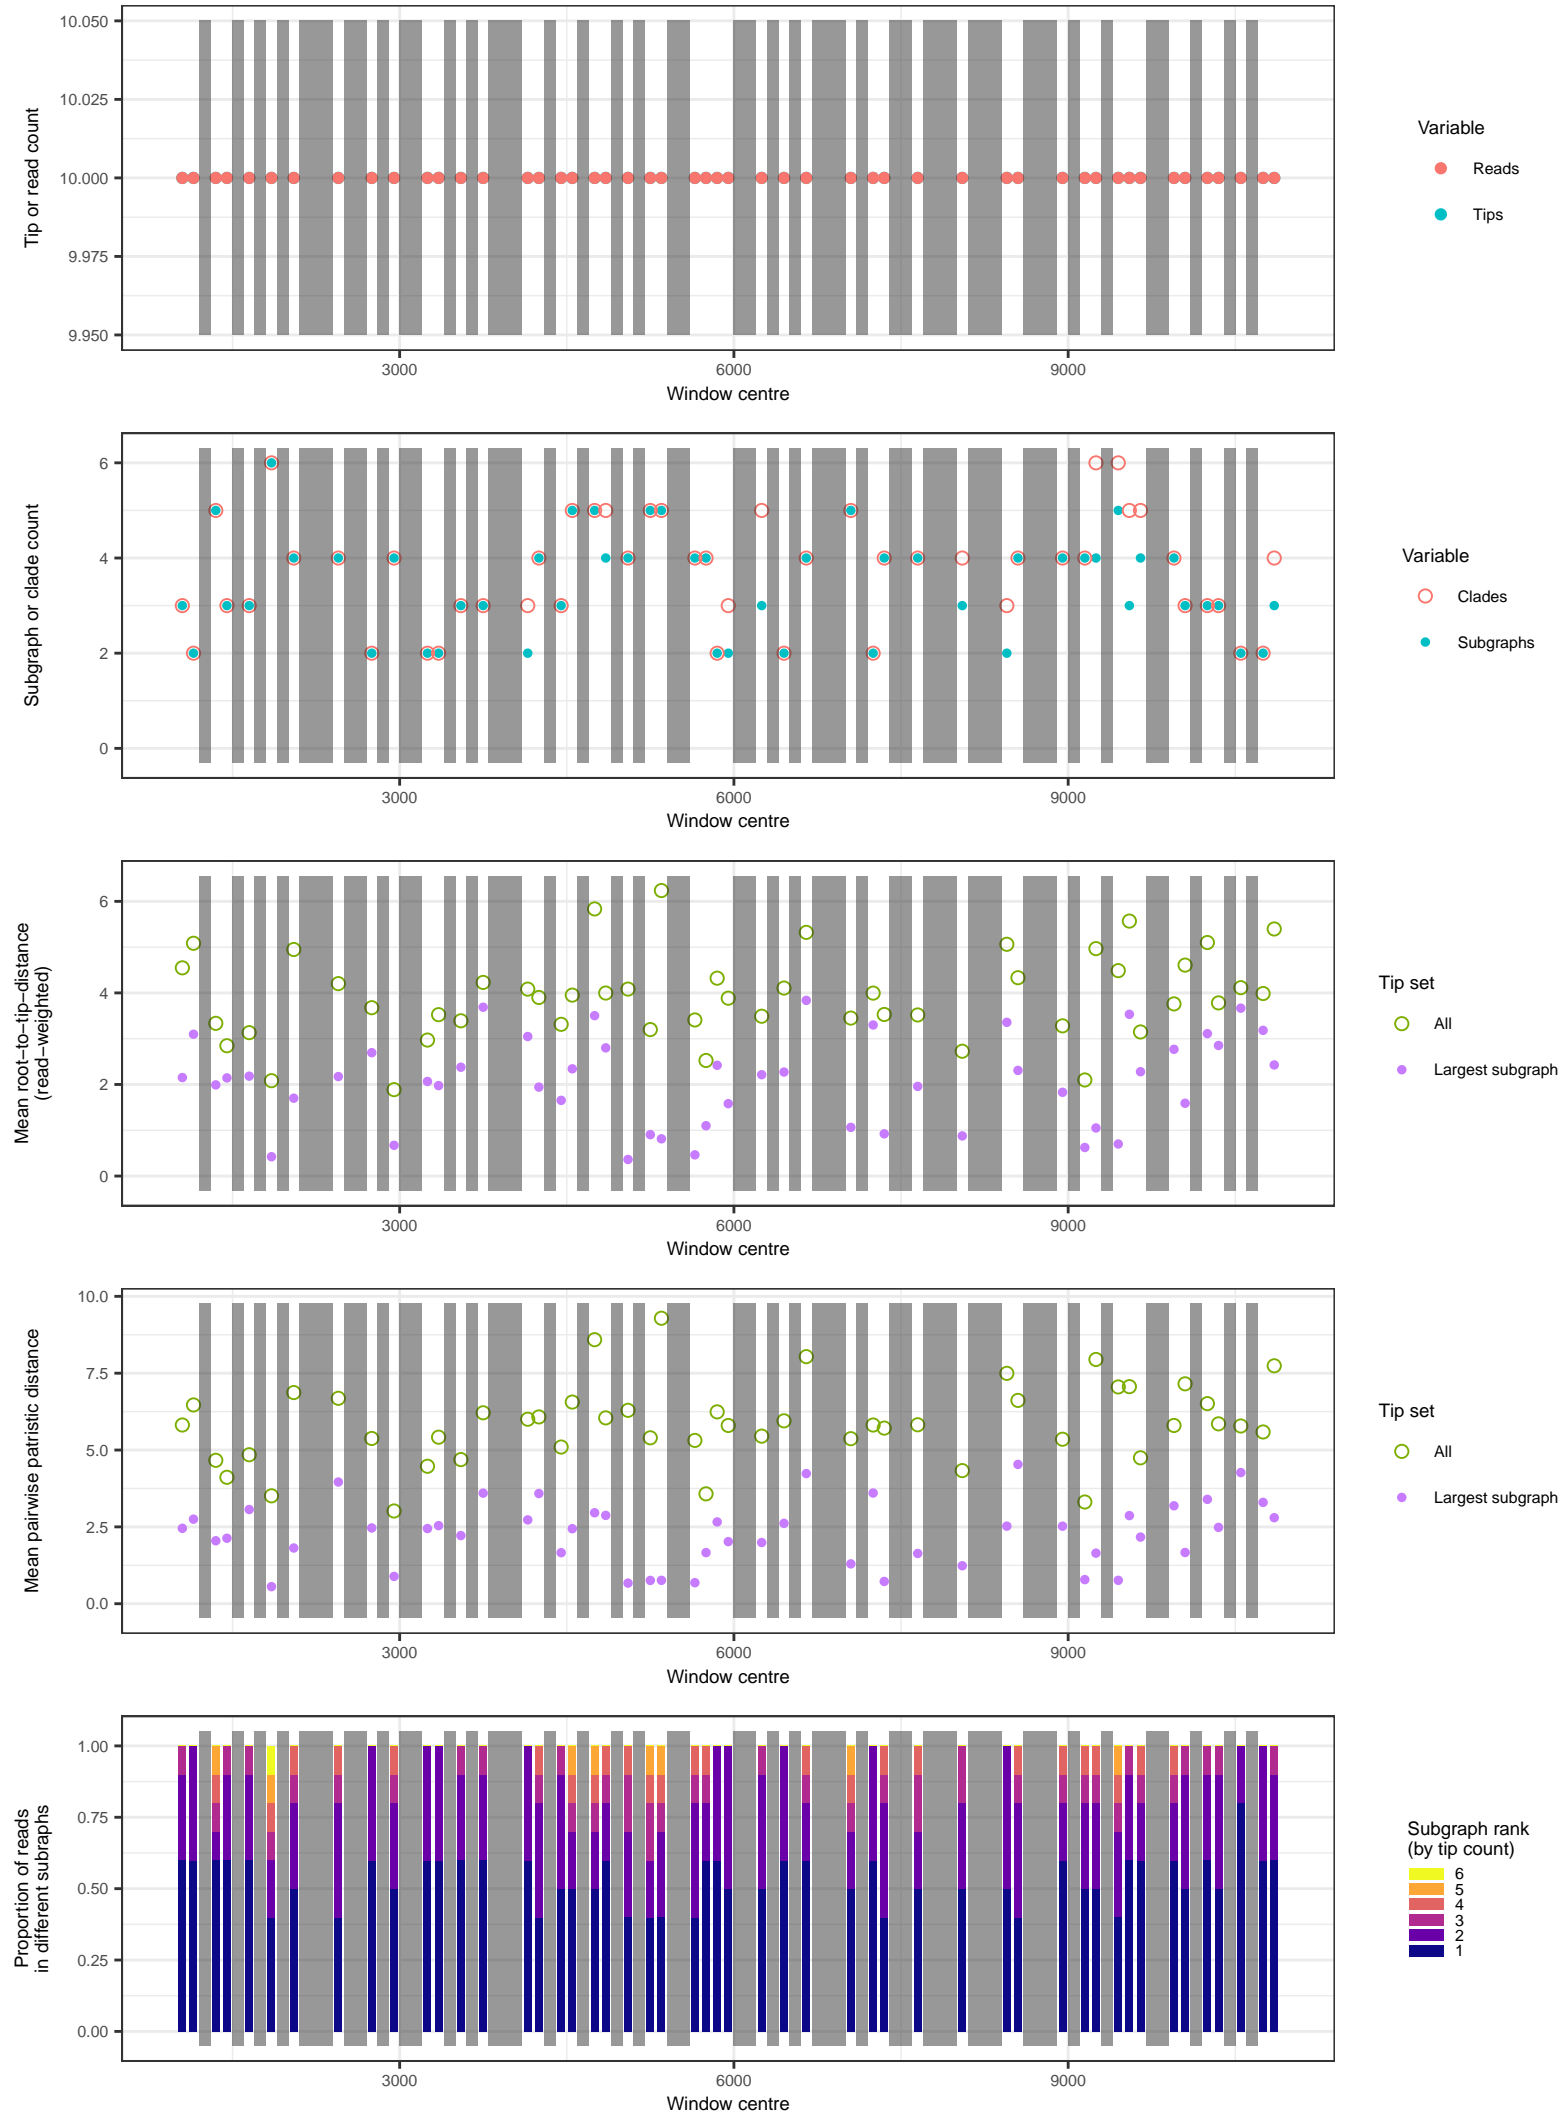 10.050
10.025
10.000
9.975
9.950
Tip or read count
3000 6000 9000
Window centre
Variable
Reads
Tips
6
4
2
0
Subgraph or clade count
3000 6000 9000
Window centre
Variable
Clades
Subgraphs
6
4
2
0
Mean root−to−tip−distance
(read−weighted)
3000 6000 9000
Window centre
Tip set
All
Largest subgraph
10.0
7.5
5.0
2.5
0.0
Mean pairwise patristic distance
3000 6000 9000
Window centre
Tip set
All
Largest subgraph
1.00
0.75
0.50
0.25
0.00
Proportion of reads
in different subraphs
3000 6000 9000
Window centre
Subgraph rank
(by tip count)
6
5
4
3
2
1